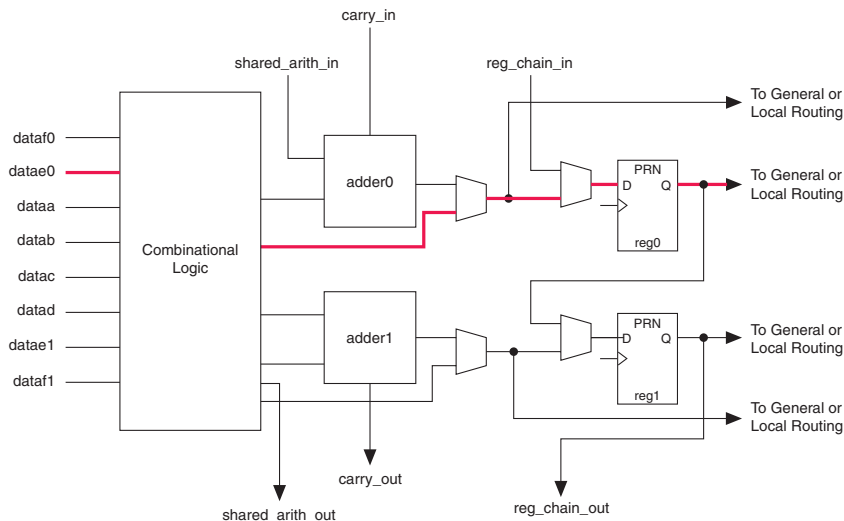 carry_in
shared_arith_in
reg_chain_in
To General or
Local Routing
dataf0
datae0
dataa
datab
datac
datad
datae1
dataf1
Combinational
Logic
adder0
PRN
D Q
reg0
To General or
Local Routing
adder1
PRN
D Q
reg1
To General or
Local Routing
To General or
Local Routing
carry_out
shared_arith_out
reg_chain_out